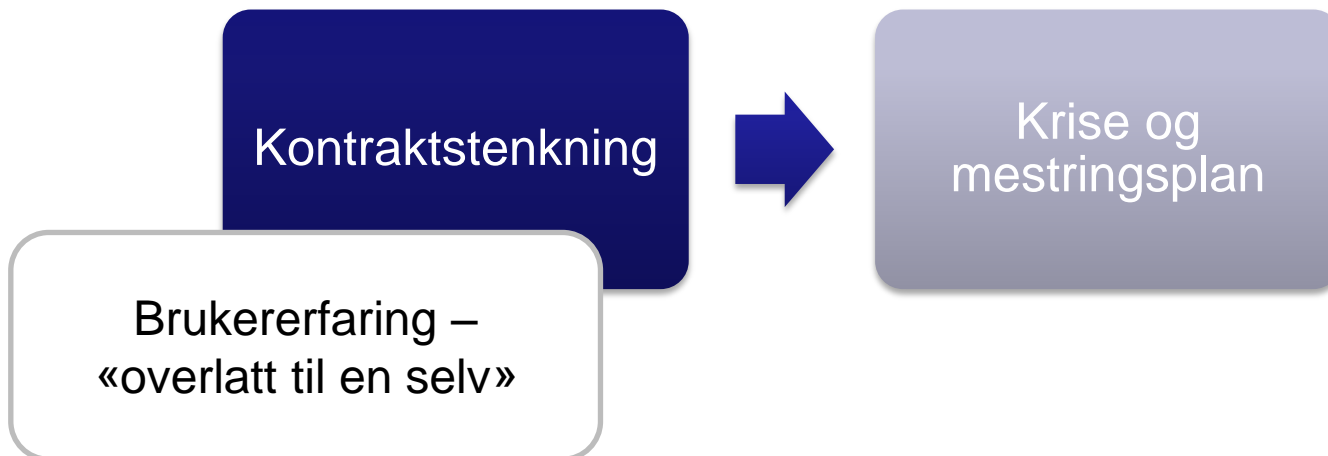 Kontraktstenkning
Brukererfaring –
«overlatt til en selv»
Krise og
mestringsplan